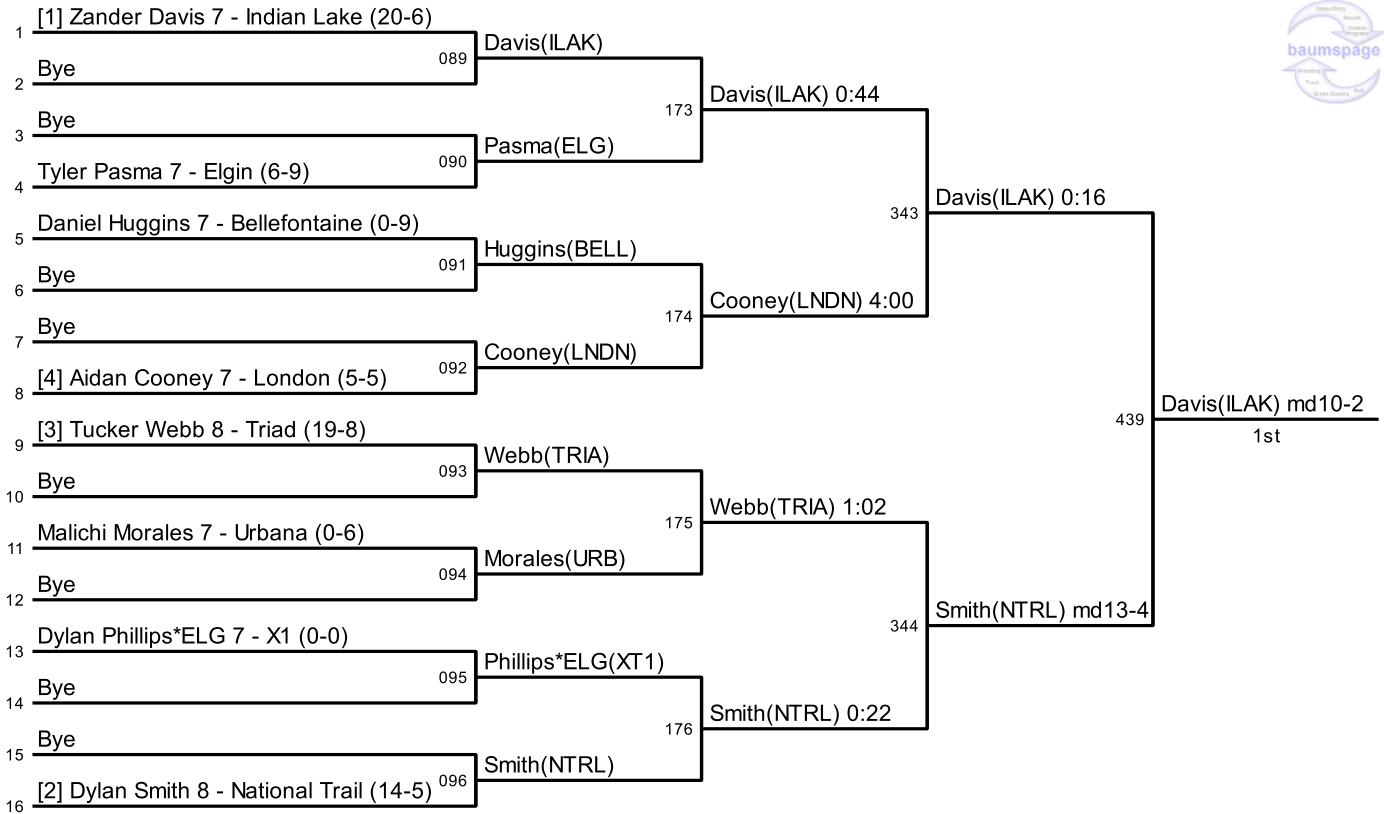 [1] Zander Davis 7 - Indian Lake (20-6)
1
Davis(ILAK)
089
Bye
2
Davis(ILAK) 0:44
173
Bye
3
Pasma(ELG)
090
Tyler Pasma 7 - Elgin (6-9)
4
Davis(ILAK) 0:16
343
Daniel Huggins 7 - Bellefontaine (0-9)
5
Huggins(BELL)
091
Bye
6
Cooney(LNDN) 4:00
174
Bye
7
Cooney(LNDN)
092
[4] Aidan Cooney 7 - London (5-5)
8
Davis(ILAK) md10-2
439
1st
[3] Tucker Webb 8 - Triad (19-8)
9
Webb(TRIA)
093
Bye
10
Webb(TRIA) 1:02
175
Malichi Morales 7 - Urbana (0-6)
11
Morales(URB)
094
Bye
12
Smith(NTRL) md13-4
344
Dylan Phillips*ELG 7 - X1 (0-0)
13
Phillips*ELG(XT1)
095
Bye
14
Smith(NTRL) 0:22
176
Bye
15
Smith(NTRL)
096
[2] Dylan Smith 8 - National Trail (14-5)
16
baumspage